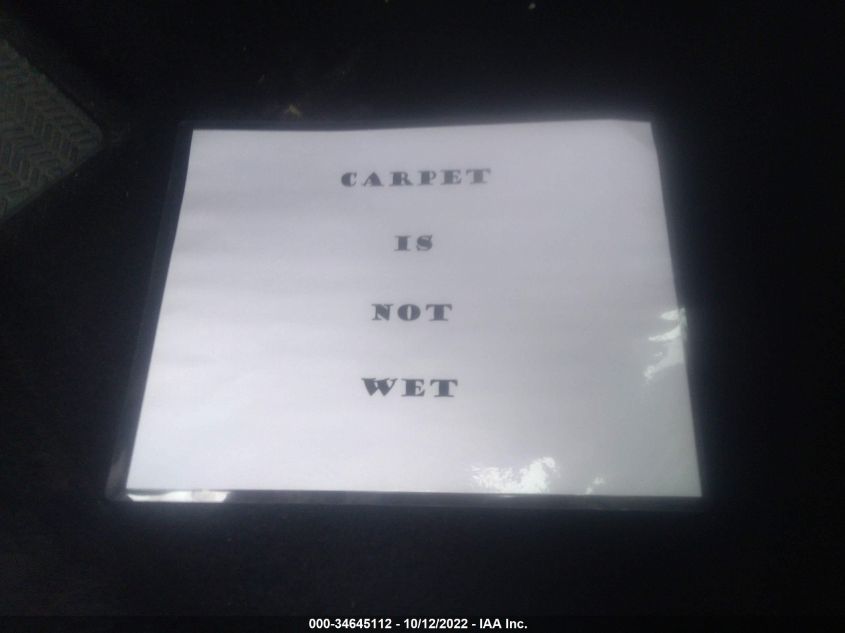 CARPET
IS
NOT
WET
000-34645112 - 10/12/2022 - IAA Inc.